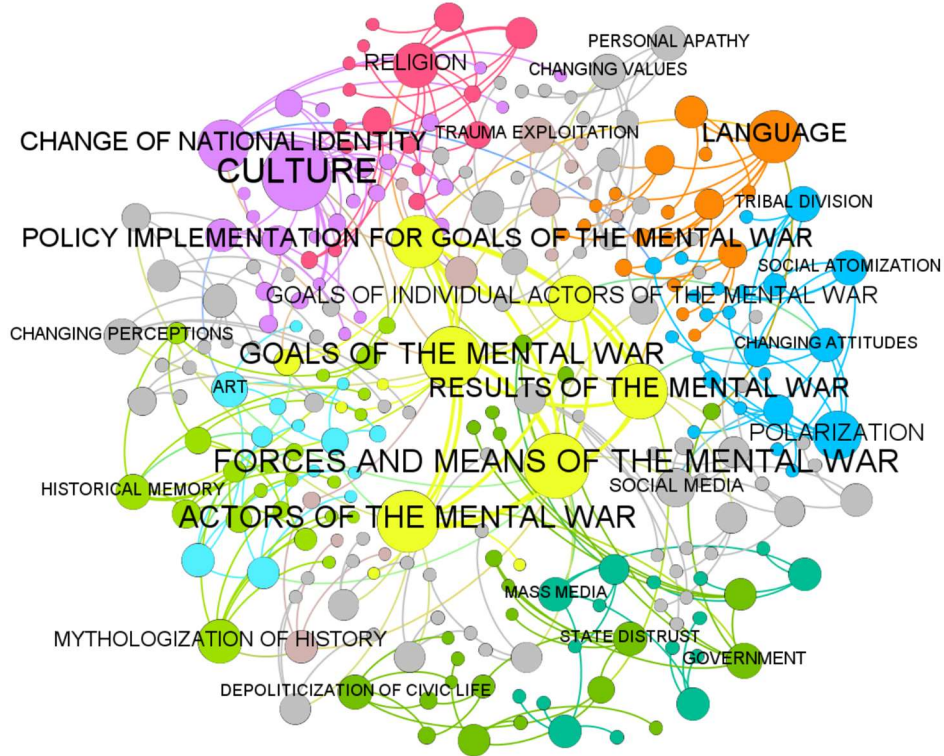 PERSONAL APATHY
RELIGION
CHANGING VALUES
CHANGE OF NATIONAL IDENTITY
TRAUMA EXPLOITATION
LANGUAGE
CULTURE
TRIBAL DIVISION
POLICY IMPLEMENTATION FOR GOALS OF THE MENTAL WAR
SOCIAL ATOMIZATION
GOALS OF INDIVIDUAL ACTORS OF THE MENTAL WAR
CHANGING PERCEPTIONS
CHANGING ATTITUDES
GOALS OF THE MENTAL WAR
ART
RESULTS OF THE MENTAL WAR
POLARIZATION
FORCES AND MEANS OF THE MENTAL WAR
SOCIAL MEDIA
HISTORICAL MEMORY
ACTORS OF THE MENTAL WAR
MASS MEDIA
MYTHOLOGIZATION OF HISTORY
STATE DISTRUST
GOVERNMENT
DEPOLITICIZATION OF CIVIC LIFE